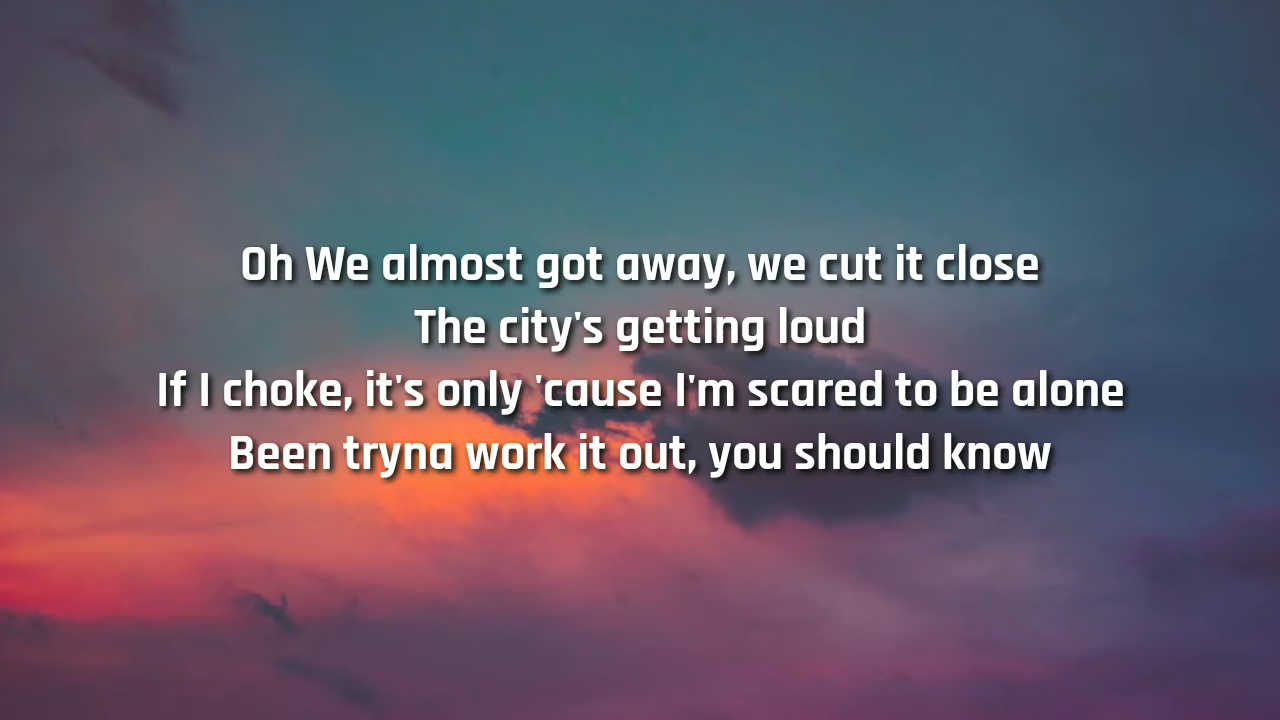 Oh We almost got away, we cut it close
The city's getting loud
If I choke, it's only 'cause I'm scared to be alone
Been tryna work it out, you should know